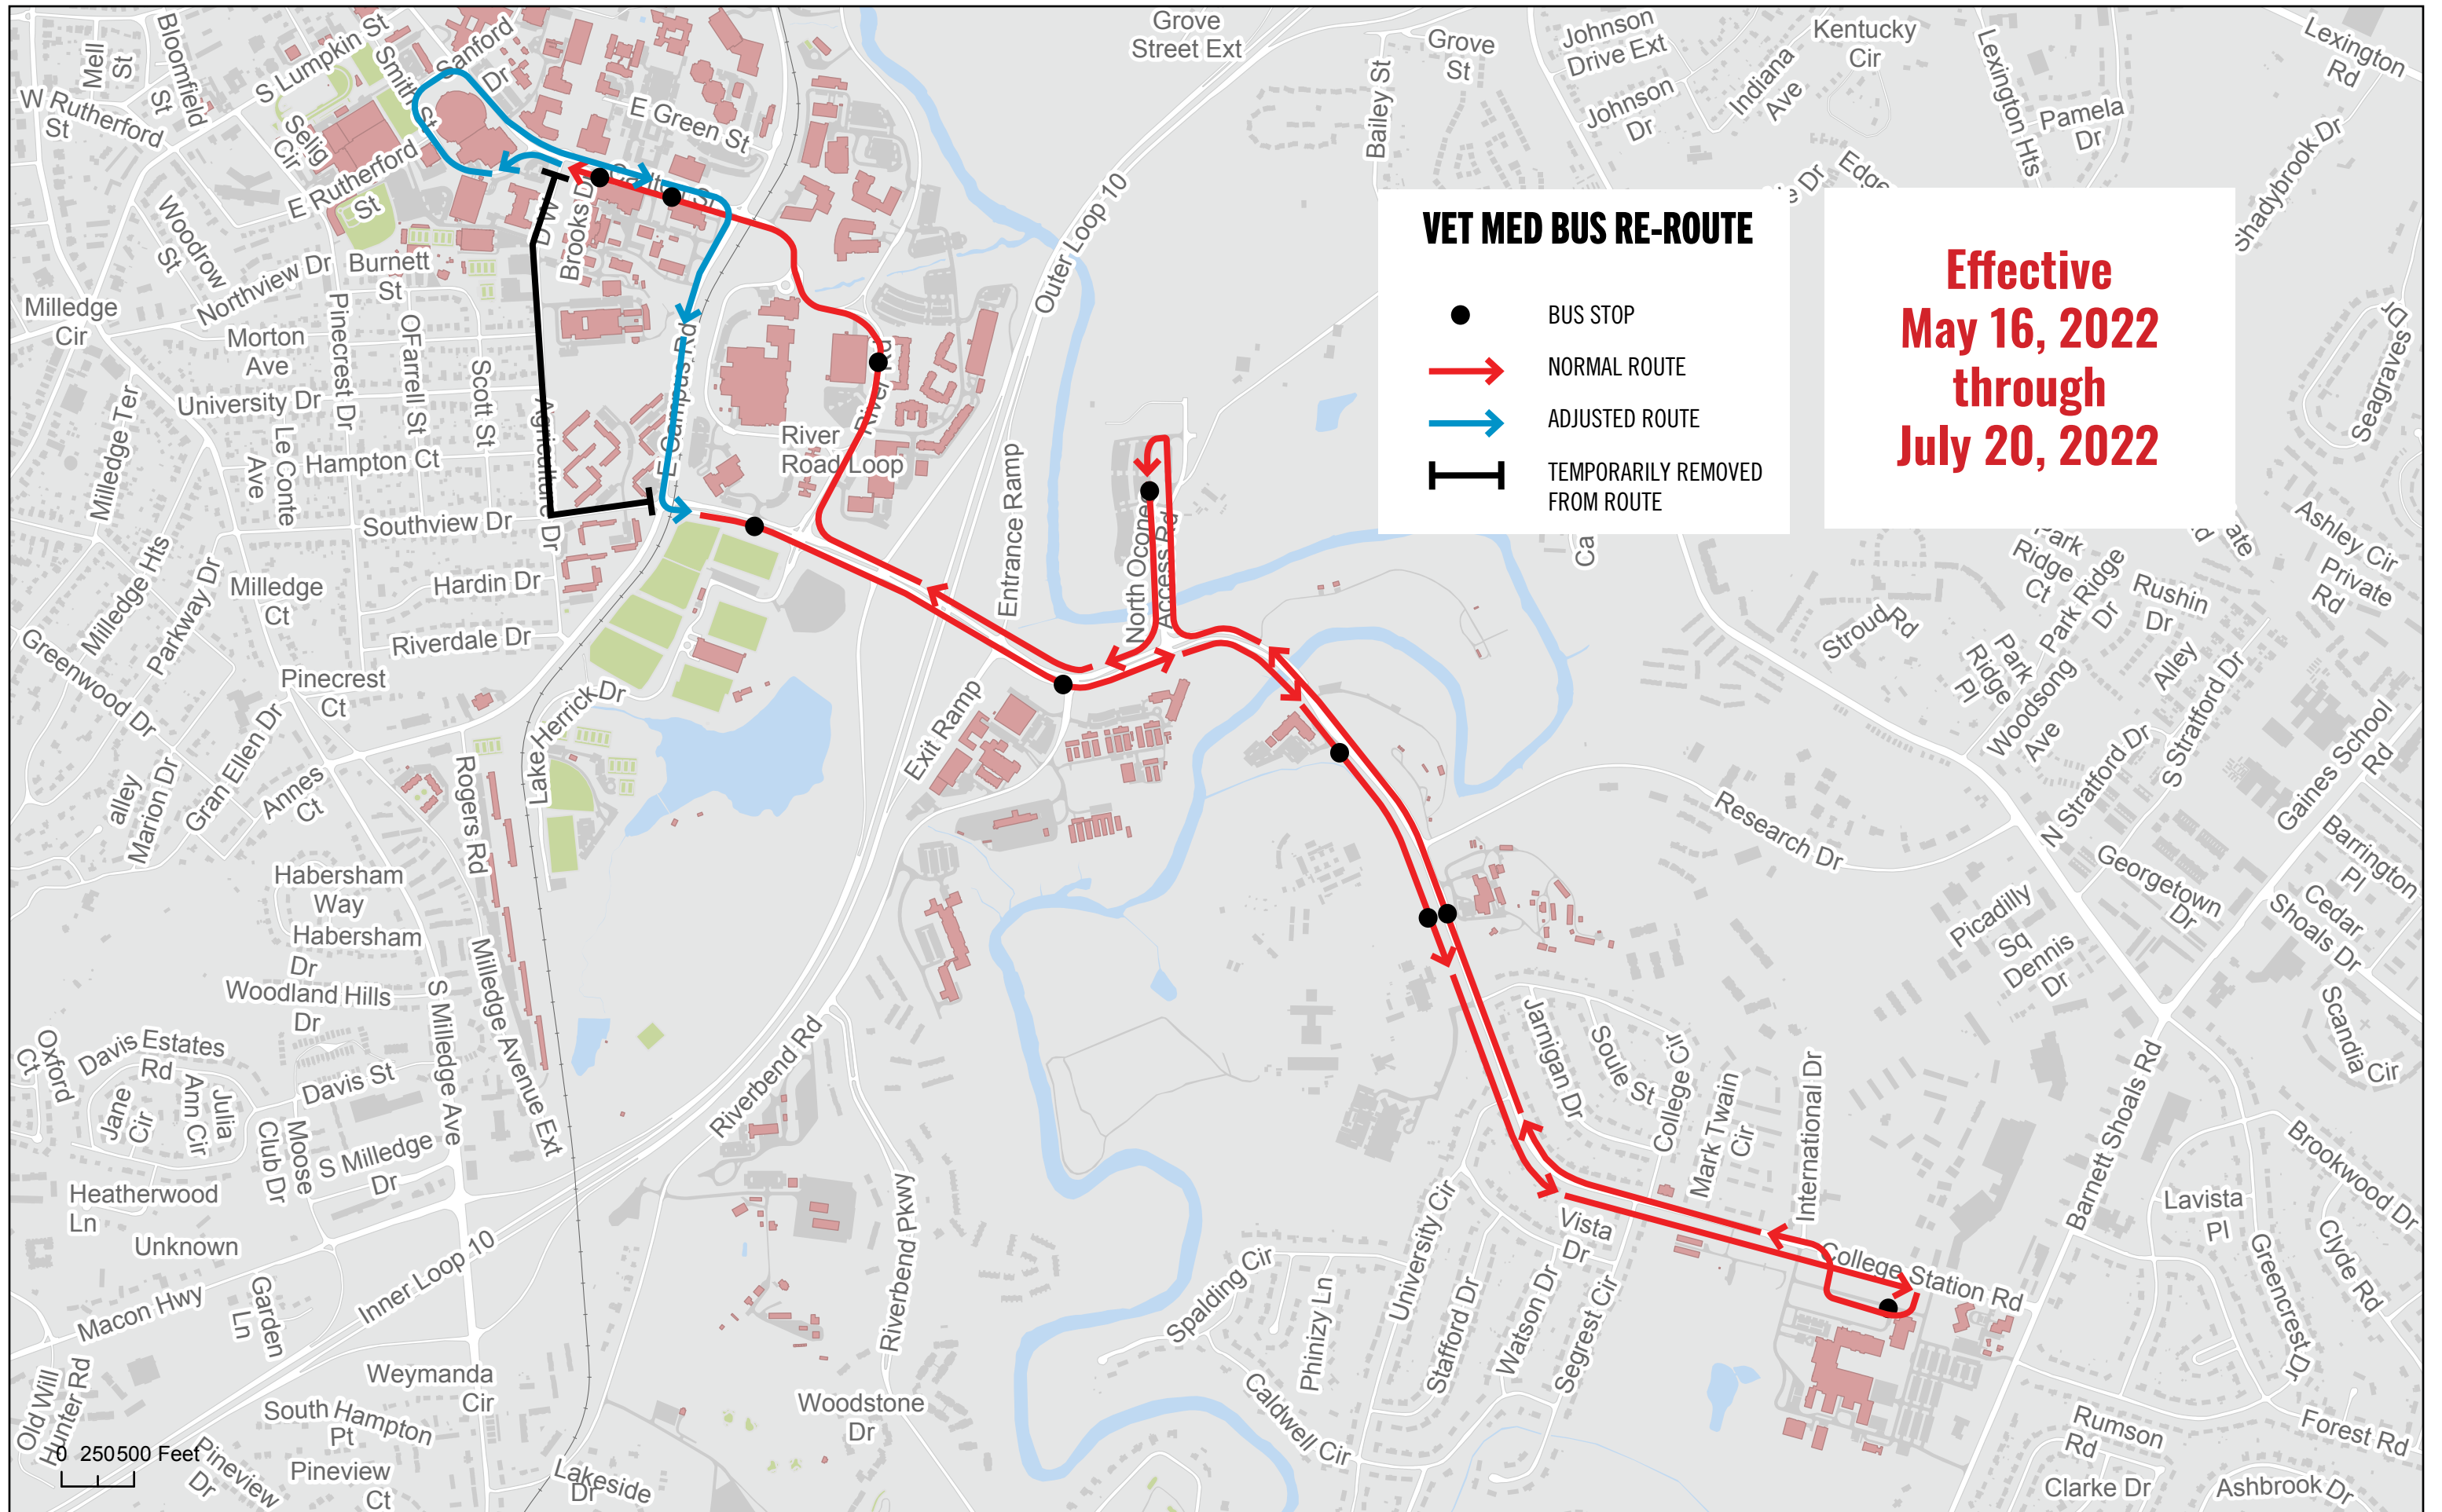 Mell
St
Bloomfield
St
S Lumpkin St
Smith St
Sanford
Dr
Grove
Street Ext
Grove
St
Johnson
Drive Ext
Kentucky
Cir
Lexington
Rd
W Rutherford
St
Selig
Cir
E Rutherford
St
E Green St
Bailey St
Johnson
Dr
Indiana
Ave
Lexington Hts
Pamela
Dr
Shadybrook Dr
Carlton St
D W
Brooks Dr
Woodrow
St
Northview Dr
Burnett
St
Outer Loop 10
VET MED BUS RE-ROUTE
BUS STOP
NORMAL ROUTE
ADJUSTED ROUTE
TEMPORARILY REMOVED
FROM ROUTE
Effective
May 16, 2022
through
July 20, 2022
Milledge
Cir
Morton
Ave
University Dr
Pinecrest Dr
OFarrell St
Scott St
Agriculture Dr
E Campus Rd
River Rd
River
Road Loop
Seagraves
Dr
Milledge Ter
Le Conte
Ave
Hampton Ct
Southview Dr
Entrance Ramp
North Oconee
Access Rd
Milledge Hts
Parkway Dr
Milledge
Ct
Hardin Dr
Riverdale Dr
Park
Ridge
Ct
Park Ridge
Dr
Rushin
Dr
Ashley Cir
Private
Rd
Stroud Rd
Park
Ridge
Pl
Woodsong
Ave
Alley
S Stratford Dr
N Stratford Dr
Gaines School
Rd
Greenwood Dr
Pinecrest
Ct
Lake
Herrick Dr
Exit Ramp
alley
Marion Dr
Gran Ellen Dr
Annes
Ct
Rogers Rd
Research Dr
Barrington
Pl
Georgetown
Dr
Cedar
Shoals Dr
Picadilly
Sq
Dennis
Dr
Habersham
Way
Habersham
Dr
Woodland Hills
Dr
S Milledge Ave
Milledge Avenue Ext
Scandia
Cir
Oxford
Ct
Davis Estates
Rd
Davis St
Jane
Cir
Ann Cir
Julia
Moose
Club Dr
S Milledge
Dr
Riverbend Rd
Jarnigan Dr
Soule St
College Cir
Cir
Mark Twain
Cir
International Dr
Barnett Shoals Rd
Brookwood Dr
Heatherwood
Ln
Unknown
Inner Loop 10
Macon Hwy
Garden
Ln
Riverbend Pkwy
Spalding Cir
Phinizy Ln
University Cir
Stafford Dr
Vista
Dr
Watson Dr
Segrest Cir
College Station Rd
Lavista
Pl
Greencrest Dr
Clyde Rd
Old Will
Hunter Rd
Weymanda
Cir
South Hampton
Pt
Woodstone
Dr
Caldwell Cir
Rumson
Rd
Forest Rd
0 250500 Feet
Pineview
Dr
Pineview
Ct
Lakeside
Dr
Clarke Dr
Ashbrook Dr